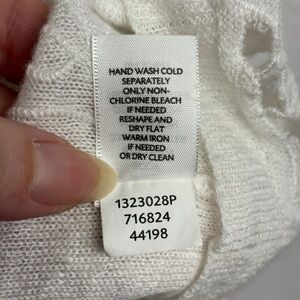 HAND WASH COLD
SEPARATELY
ONLY NON-
CHLORINE BLEACH
IF NEEDED
RESHAPE AND
DRY FLAT
WARM IRON
IF NEEDED
OR DRY CLEAN
1323028P
716824
44198